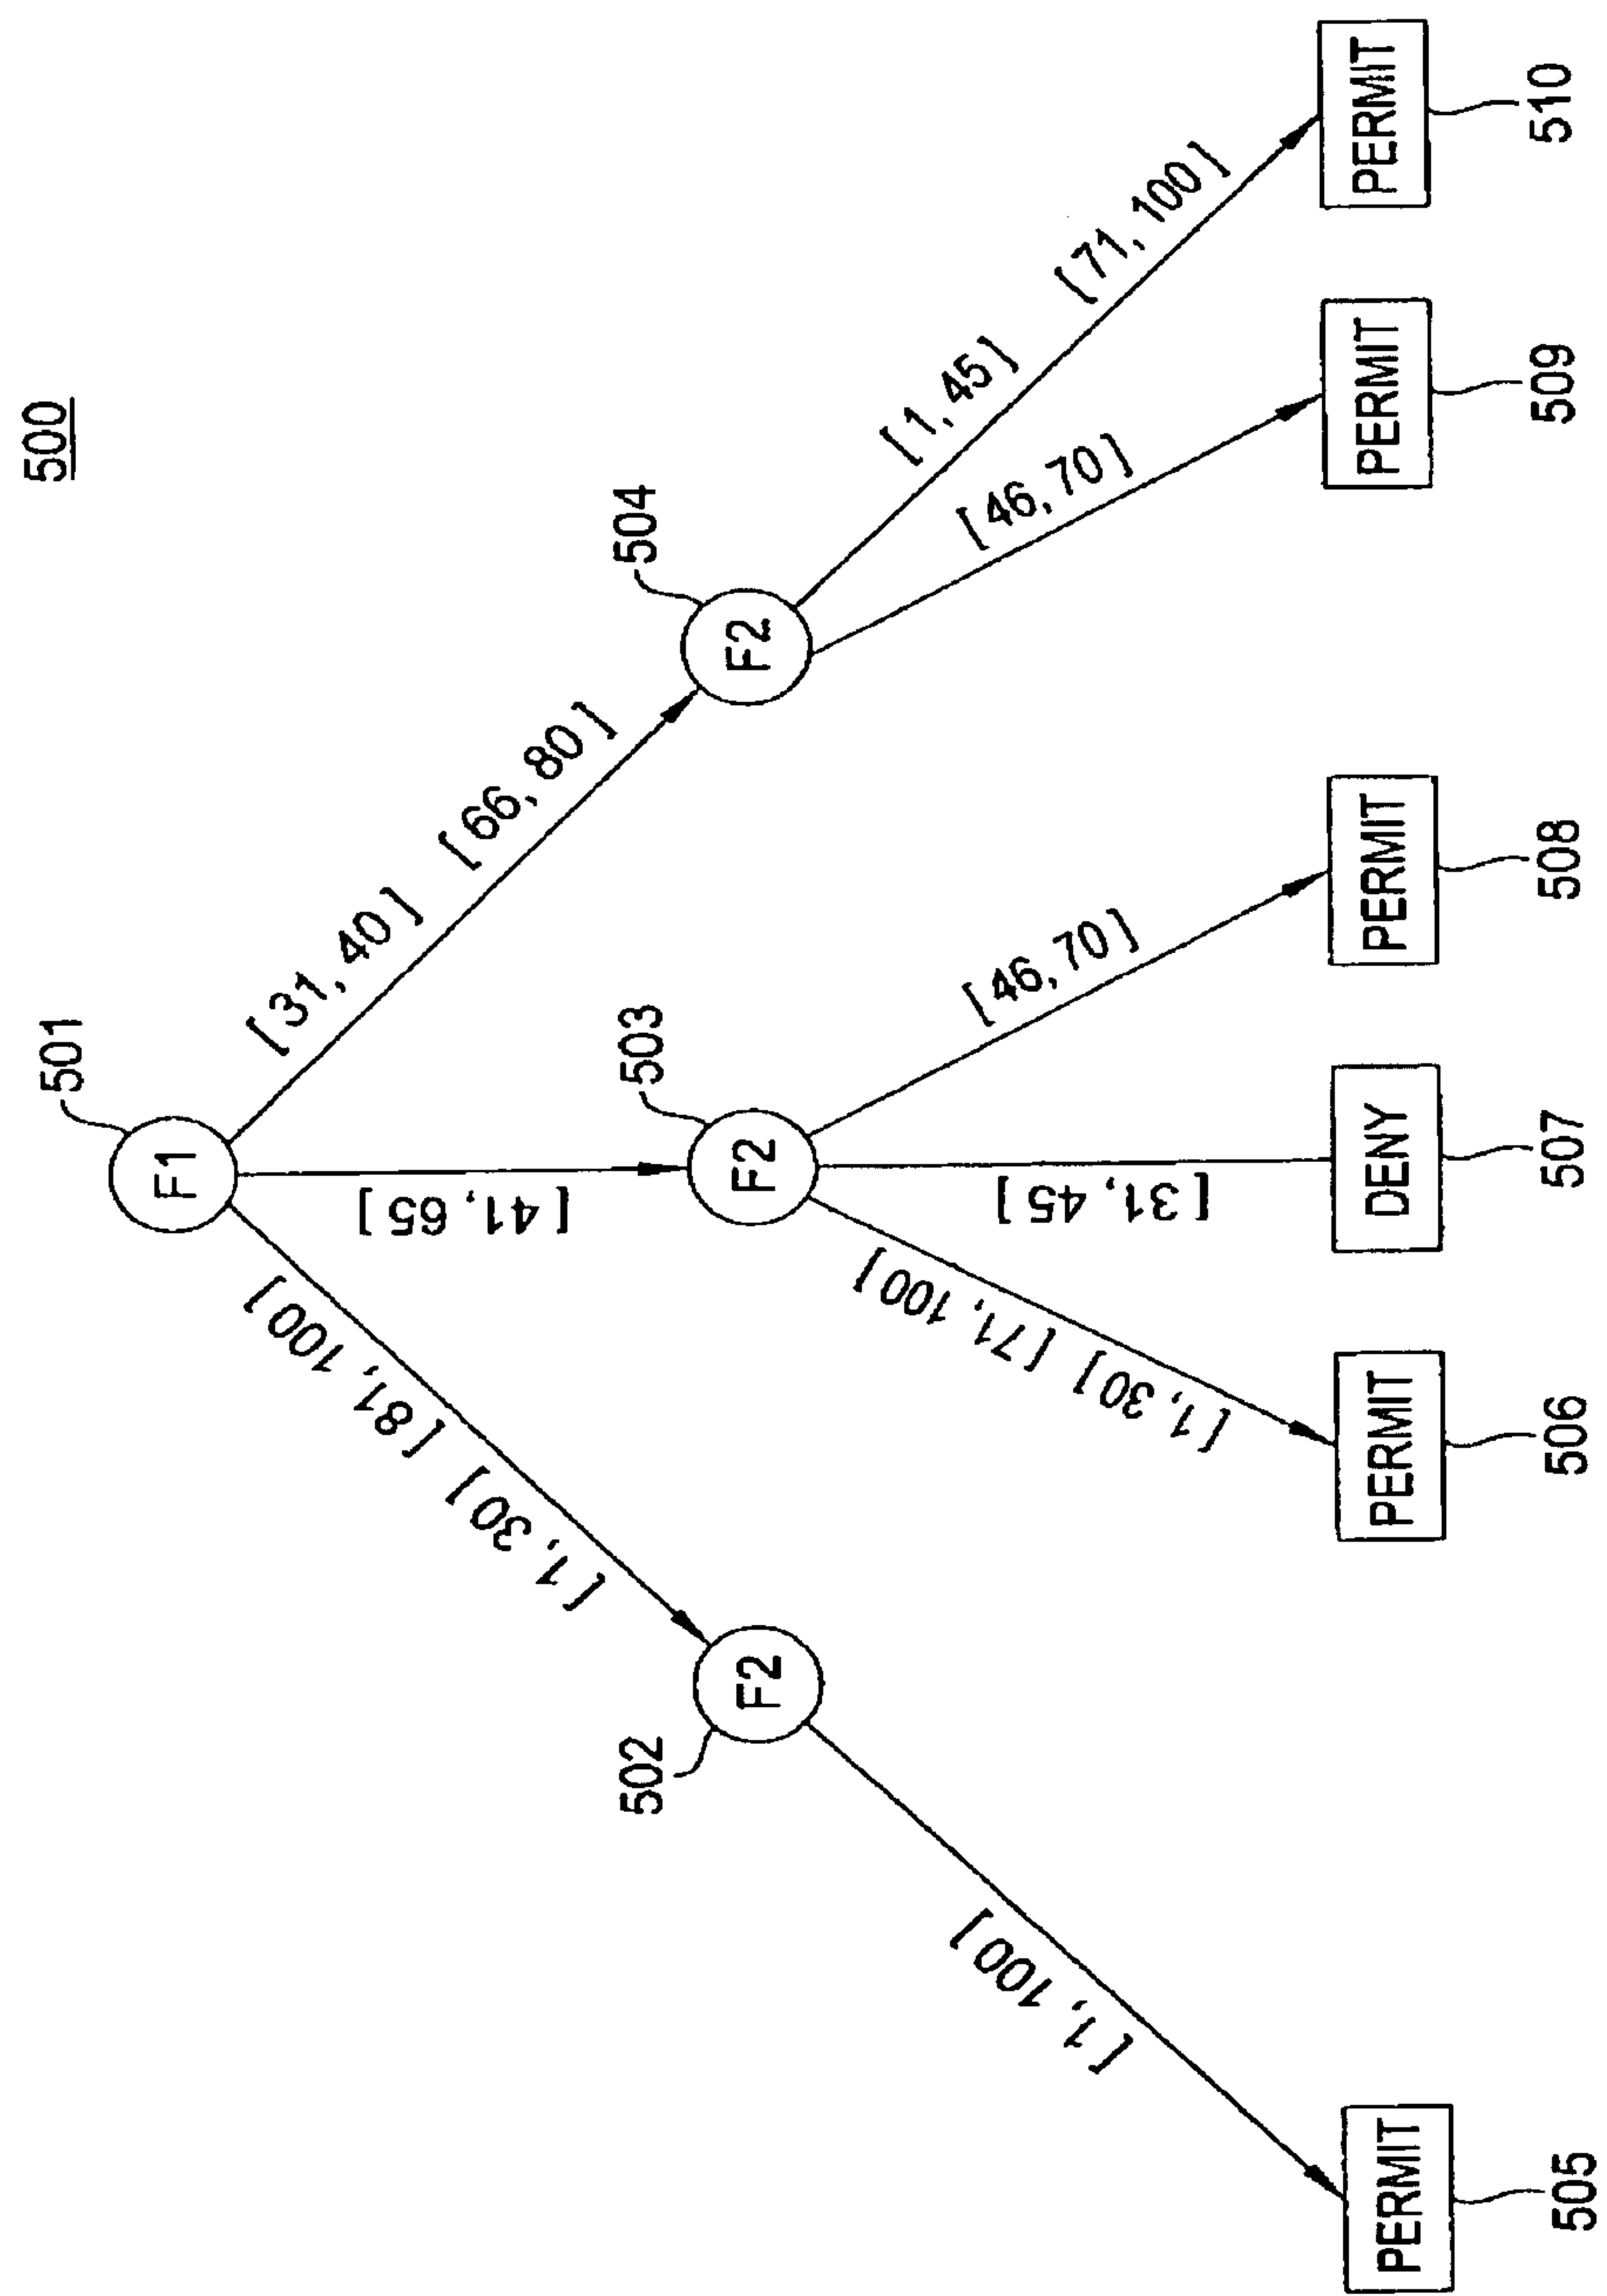 500
501
F1
[1, 30] [81, 100]
[41, 65]
[31, 40] [66, 80]
502
F2
503
F2
504
F2
[1, 100]
[1, 30] [71, 100]
[31, 45]
[46, 70]
[46, 70]
[1, 45] [71, 100]
PERMIT
PERMIT
DENY
PERMIT
PERMIT
PERMIT
505
506
507
508
509
510